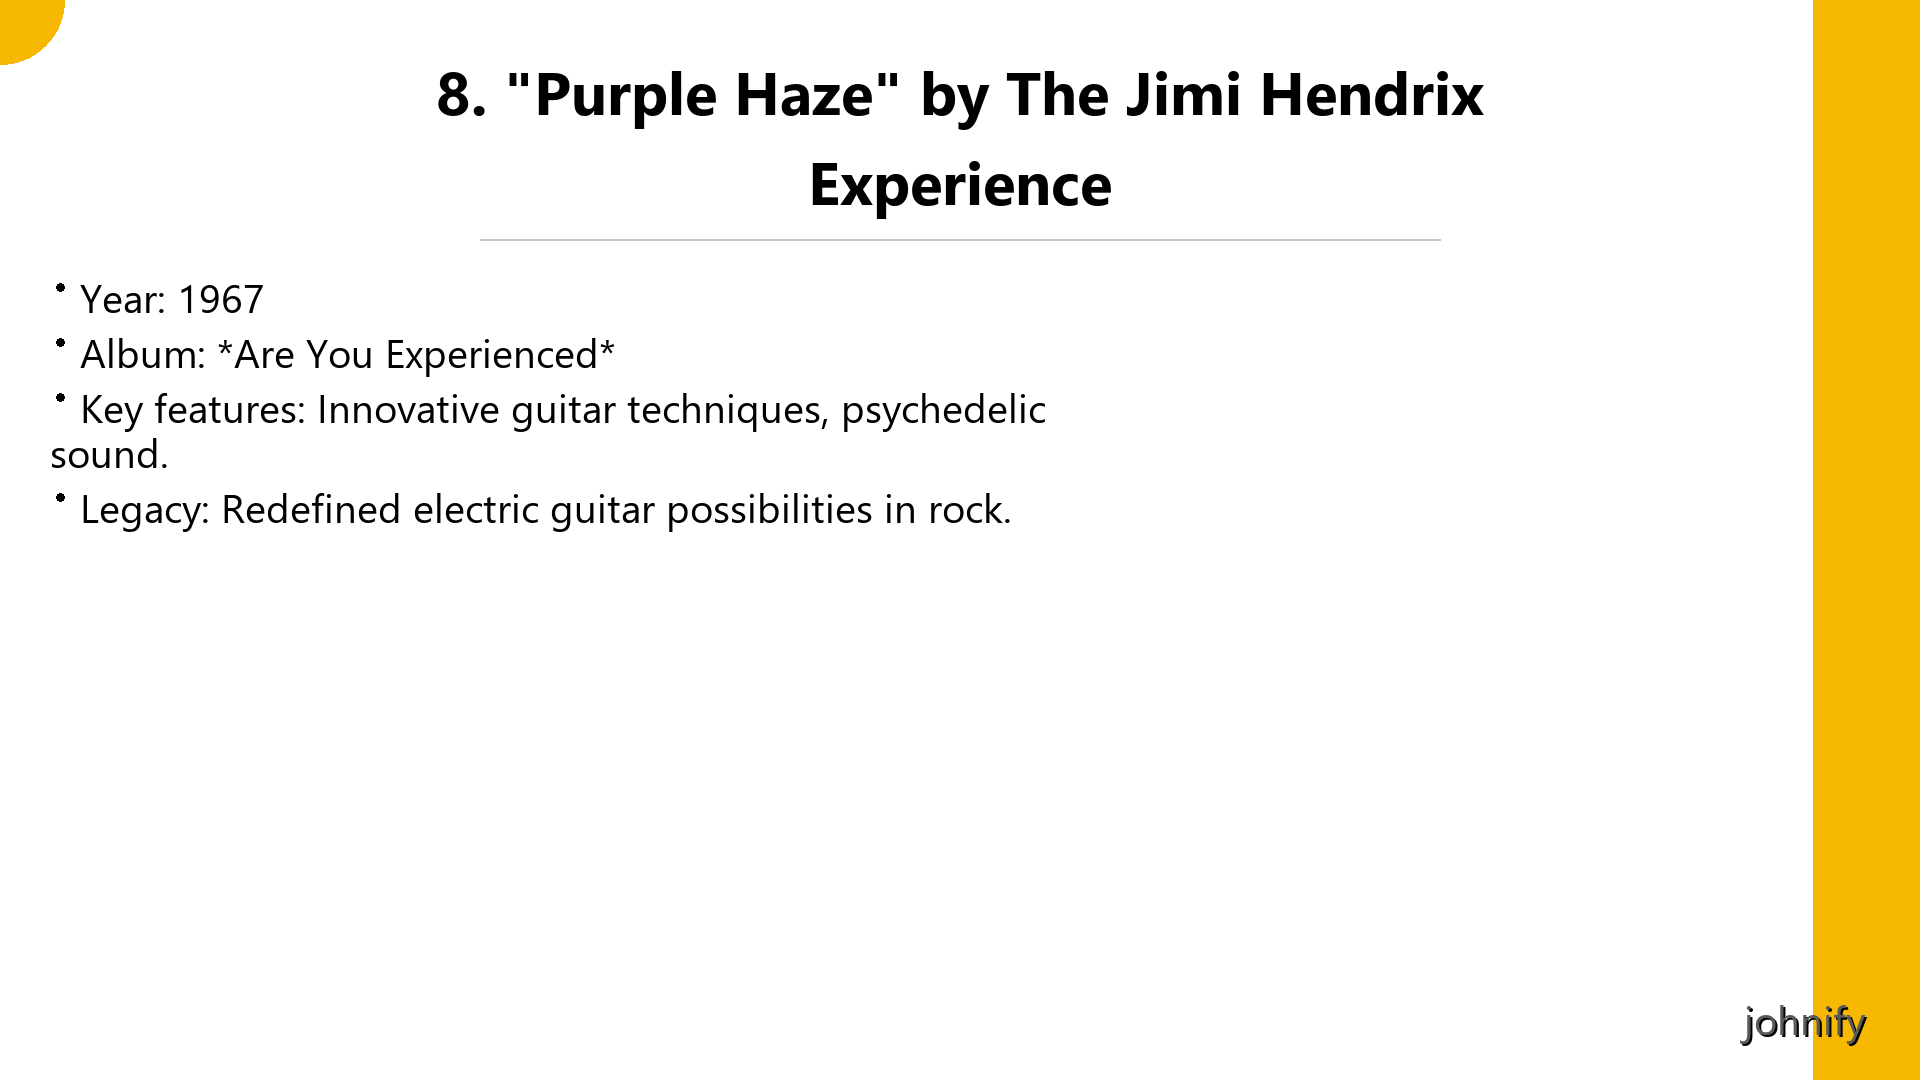 8. "Purple Haze" by The Jimi Hendrix
Experience
• Year: 1967
• Album: *Are You Experienced*
• Key features: Innovative guitar techniques, psychedelic
sound.
• Legacy: Redefined electric guitar possibilities in rock.
johnify